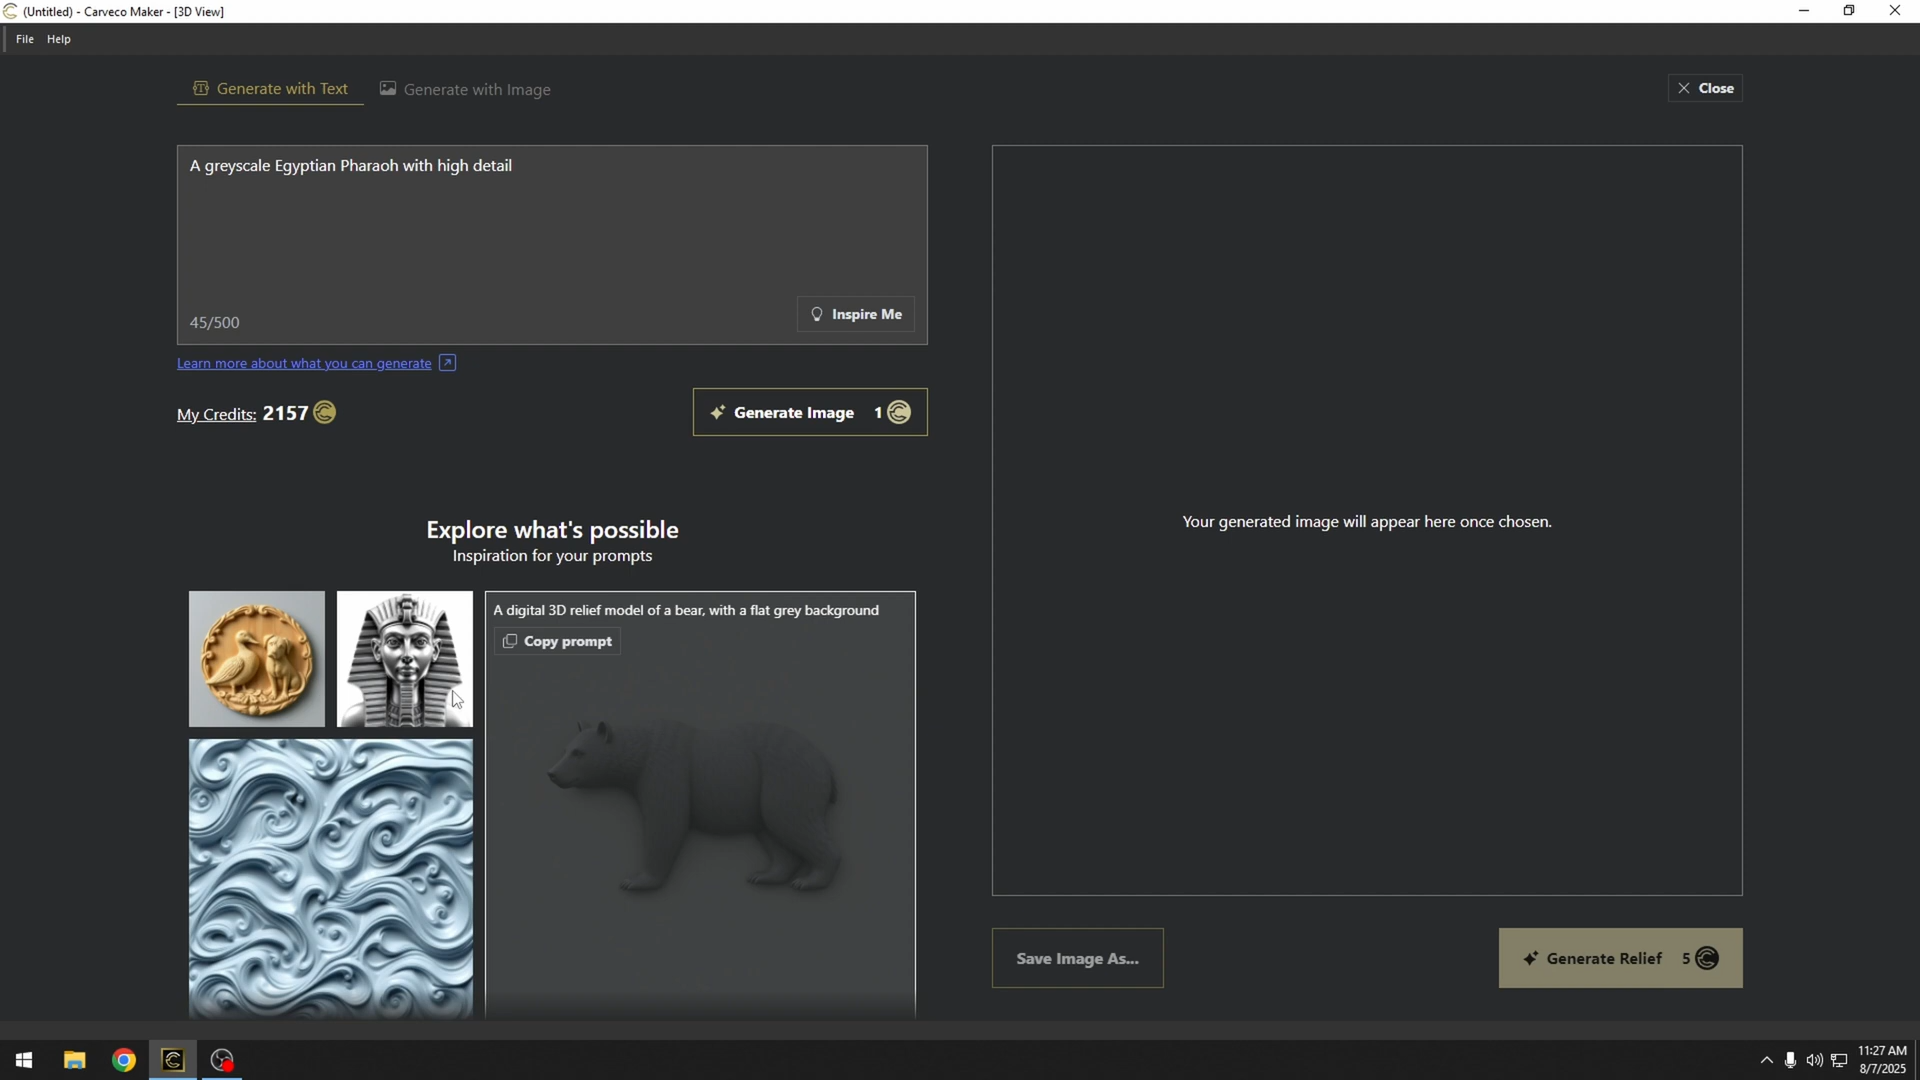 (Untitled) - Carveco Maker - [3D View]
File Help
Generate with Text Generate with Image
Close
A greyscale Egyptian Pharaoh with high detail
45/500
Inspire Me
Learn more about what you can generate
My Credits: 2157
Generate Image 1
Explore what's possible
Inspiration for your prompts
A digital 3D relief model of a bear, with a flat grey background
Copy prompt
Your generated image will appear here once chosen.
Save Image As...
Generate Relief 5
11:27 AM
8/7/2025